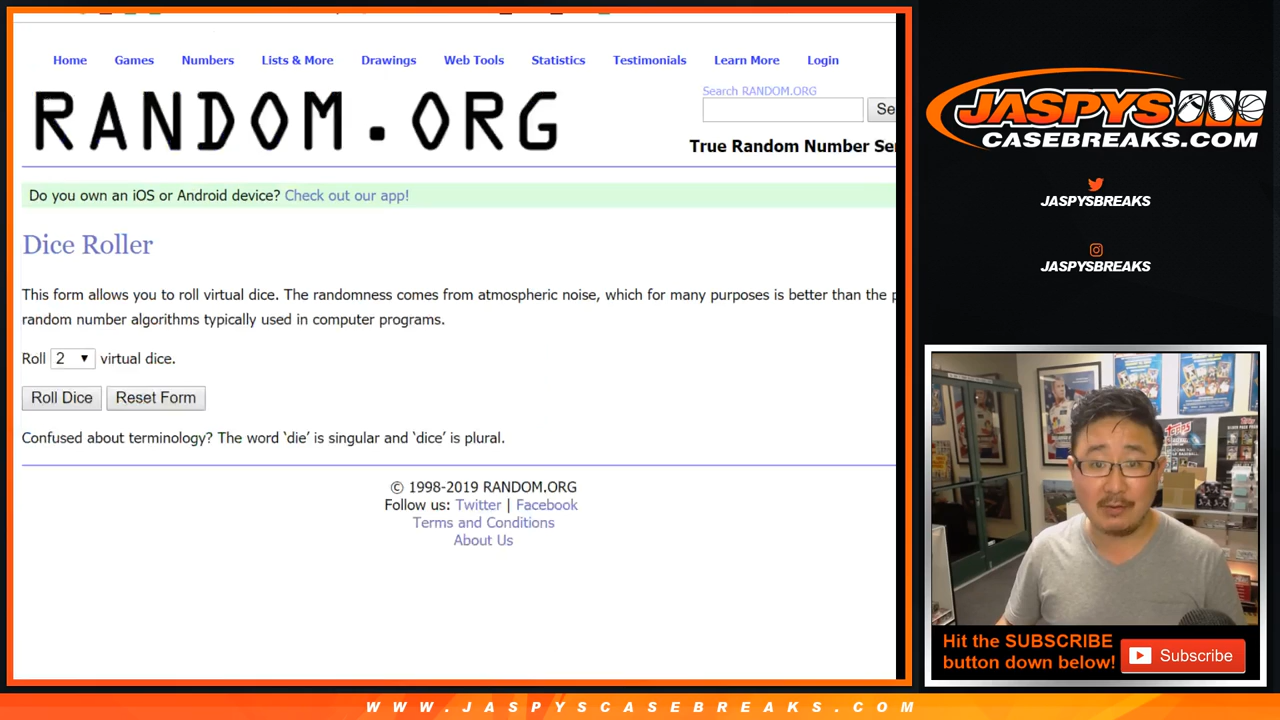 Home Games Numbers Lists & More Drawings Web Tools Statistics Testimonials Learn More Login
Search RANDOM.ORG
RANDOM.ORG
Se
True Random Number Ser
Do you own an iOS or Android device? Check out our app!
Dice Roller
This form allows you to roll virtual dice. The randomness comes from atmospheric noise, which for many purposes is better than the p
random number algorithms typically used in computer programs.
Roll 2 virtual dice.
Roll Dice Reset Form
Confused about terminology? The word ‘die’ is singular and ‘dice’ is plural.
© 1998-2019 RANDOM.ORG
Follow us: Twitter | Facebook
Terms and Conditions
About Us
JASPYS
CASEBREAKS.COM
JASPYSBREAKS
JASPYSBREAKS
Hit the SUBSCRIBE
button down below!
Subscribe
WWW.JASPYSCASEBREAKS.COM